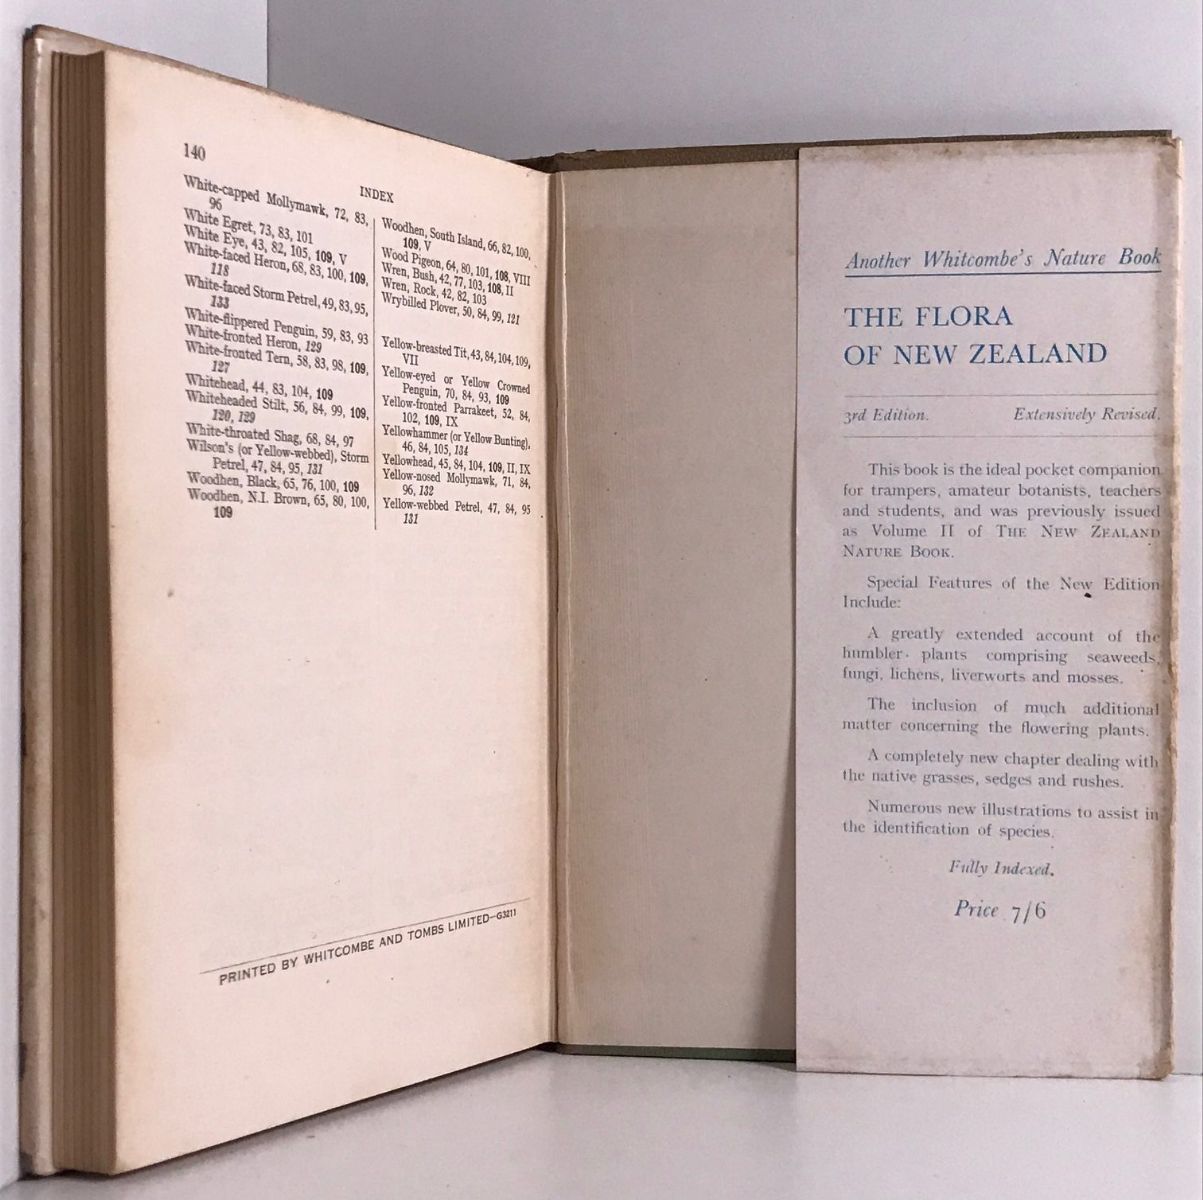 140
INDEX
White-capped Mollymawk, 72, 83,
96
White Egret, 73, 83, 101
White Eye, 43, 82, 105, 109, V
White-faced Heron, 68, 83, 100, 109,
118
White-faced Storm Petrel, 49, 83, 95,
133
White-flippered Penguin, 59, 83, 93
White-fronted Heron, 129
White-fronted Tern, 58, 83, 98, 109,
127
Whitehead, 44, 83, 104, 109
Whiteheaded Stilt, 56, 84, 99, 109,
120, 129
White-throated Shag, 68, 84, 97
Wilson's (or Yellow-webbed), Storm
Petrel, 47, 84, 95, 131
Woodhen, Black, 65, 76, 100, 109
Woodhen, N.I. Brown, 65, 80, 100,
109
Woodhen, South Island, 66, 82, 100,
109, V
Wood Pigeon, 64, 80, 101, 108, VIII
Wren, Bush, 42, 77, 103, 108, II
Wren, Rock, 42, 82, 103
Wrybilled Plover, 50, 84, 99, 121
Yellow-breasted Tit, 43, 84, 104, 109,
VII
Yellow-eyed or Yellow Crowned
Penguin, 70, 84, 93, 109
Yellow-fronted Parrakeet, 52, 84,
102, 109, IX
Yellowhammer (or Yellow Bunting),
46, 84, 105, 134
Yellowhead, 45, 84, 104, 109, II, IX
Yellow-nosed Mollymawk, 71, 84,
96, 132
Yellow-webbed Petrel, 47, 84, 95
131
PRINTED BY WHITCOMBE AND TOMBS LIMITED—G3211
Another Whitcombe's Nature Book
THE FLORA
OF NEW ZEALAND
3rd Edition. Extensively Revised.
This book is the ideal pocket companion
for trampers, amateur botanists, teachers
and students, and was previously issued
as Volume II of THE NEW ZEALAND
NATURE BOOK.
Special Features of the New Edition
Include:
A greatly extended account of the
humbler plants comprising seaweeds,
fungi, lichens, liverworts and mosses.
The inclusion of much additional
matter concerning the flowering plants.
A completely new chapter dealing with
the native grasses, sedges and rushes.
Numerous new illustrations to assist in
the identification of species.
Fully Indexed.
Price 7/6